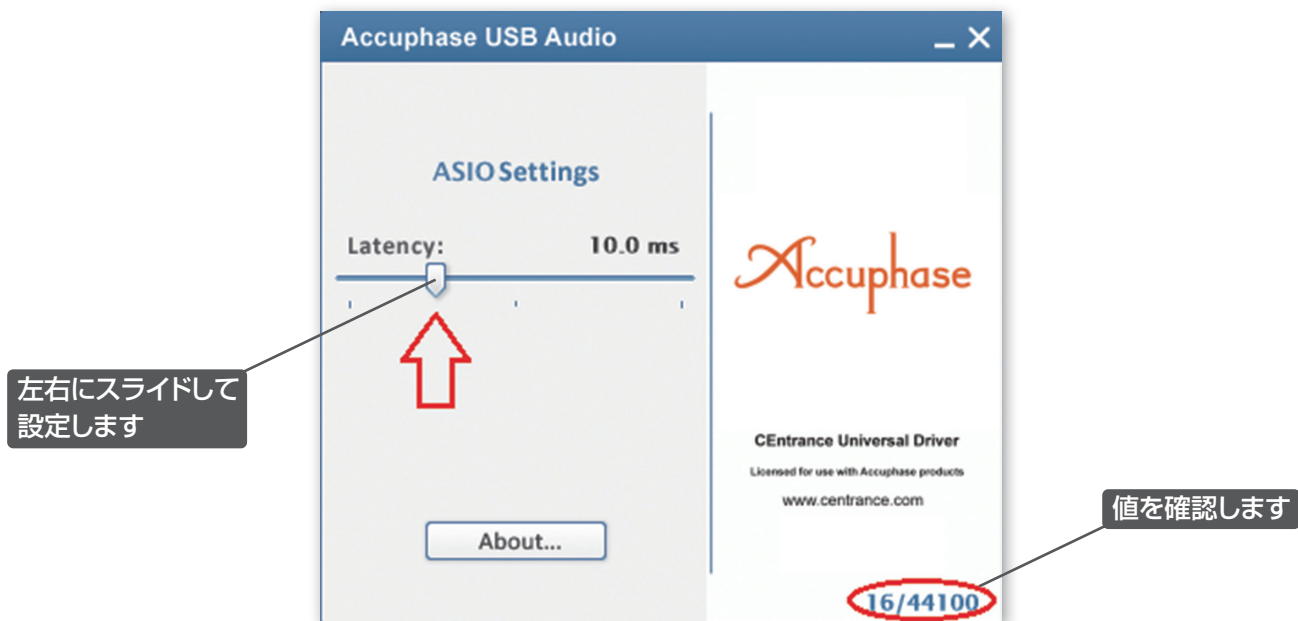 Accuphase USB Audio
ASIO Settings
Latency: 10.0 ms
左右にスライドして
設定します
About...
Accuphase
CEntrance Universal Driver
Licensed for use with Accuphase products
www.centrance.com
値を確認します
16/44100